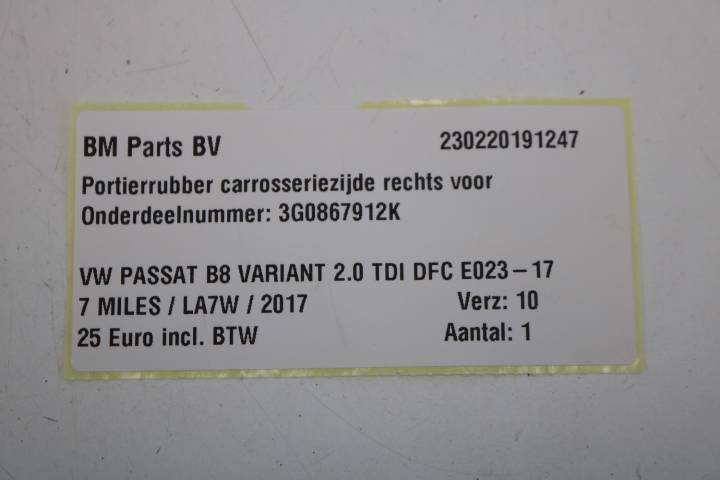 BM Parts BV 230220191247
Portierrubber carrosseriezijde rechts voor
Onderdeelnummer: 3G0867912K
VW PASSAT B8 VARIANT 2.0 TDI DFC E023-17
7 MILES / LA7W / 2017 Verz: 10
25 Euro incl. BTW Aantal: 1